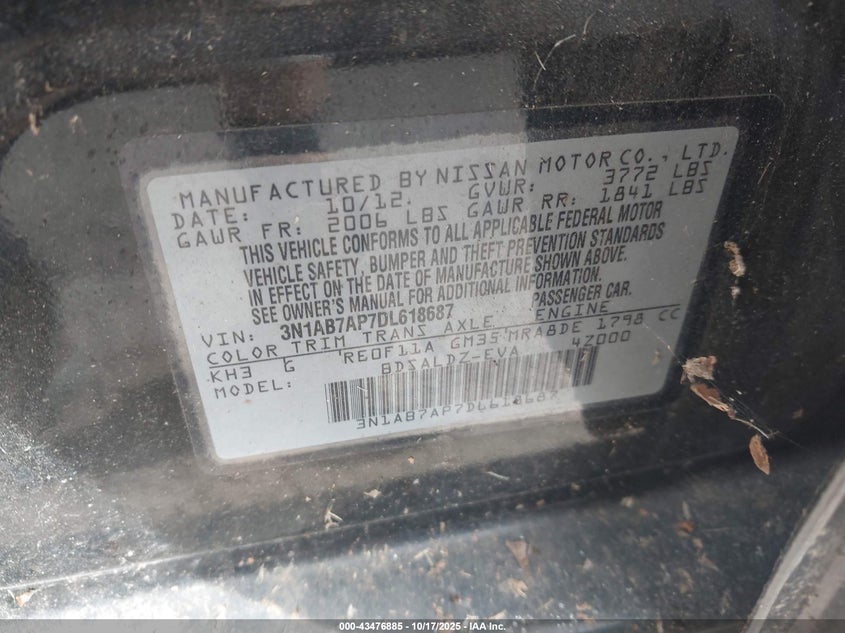 MANUFACTURED BY NISSAN MOTOR CO., LTD.
DATE: 10/12. GVWR: 3772 LBS
GAWR FR: 2006 LBS GAWR RR: 1841 LBS
THIS VEHICLE CONFORMS TO ALL APPLICABLE FEDERAL MOTOR
VEHICLE SAFETY, BUMPER AND THEFT PREVENTION STANDARDS
IN EFFECT ON THE DATE OF MANUFACTURE SHOWN ABOVE.
SEE OWNER'S MANUAL FOR ADDITIONAL INFORMATION.
VIN: 3N1AB7AP7DL618687 PASSENGER CAR.
COLOR TRIM TRANS AXLE ENGINE
KH3 G RE0F11A GM35 MRA8DE 1798 CC
MODEL: BDSALDZ-EVA 4Z000
3N1AB7AP7DL618687
000-43476885 - 10/17/2025 - IAA Inc.